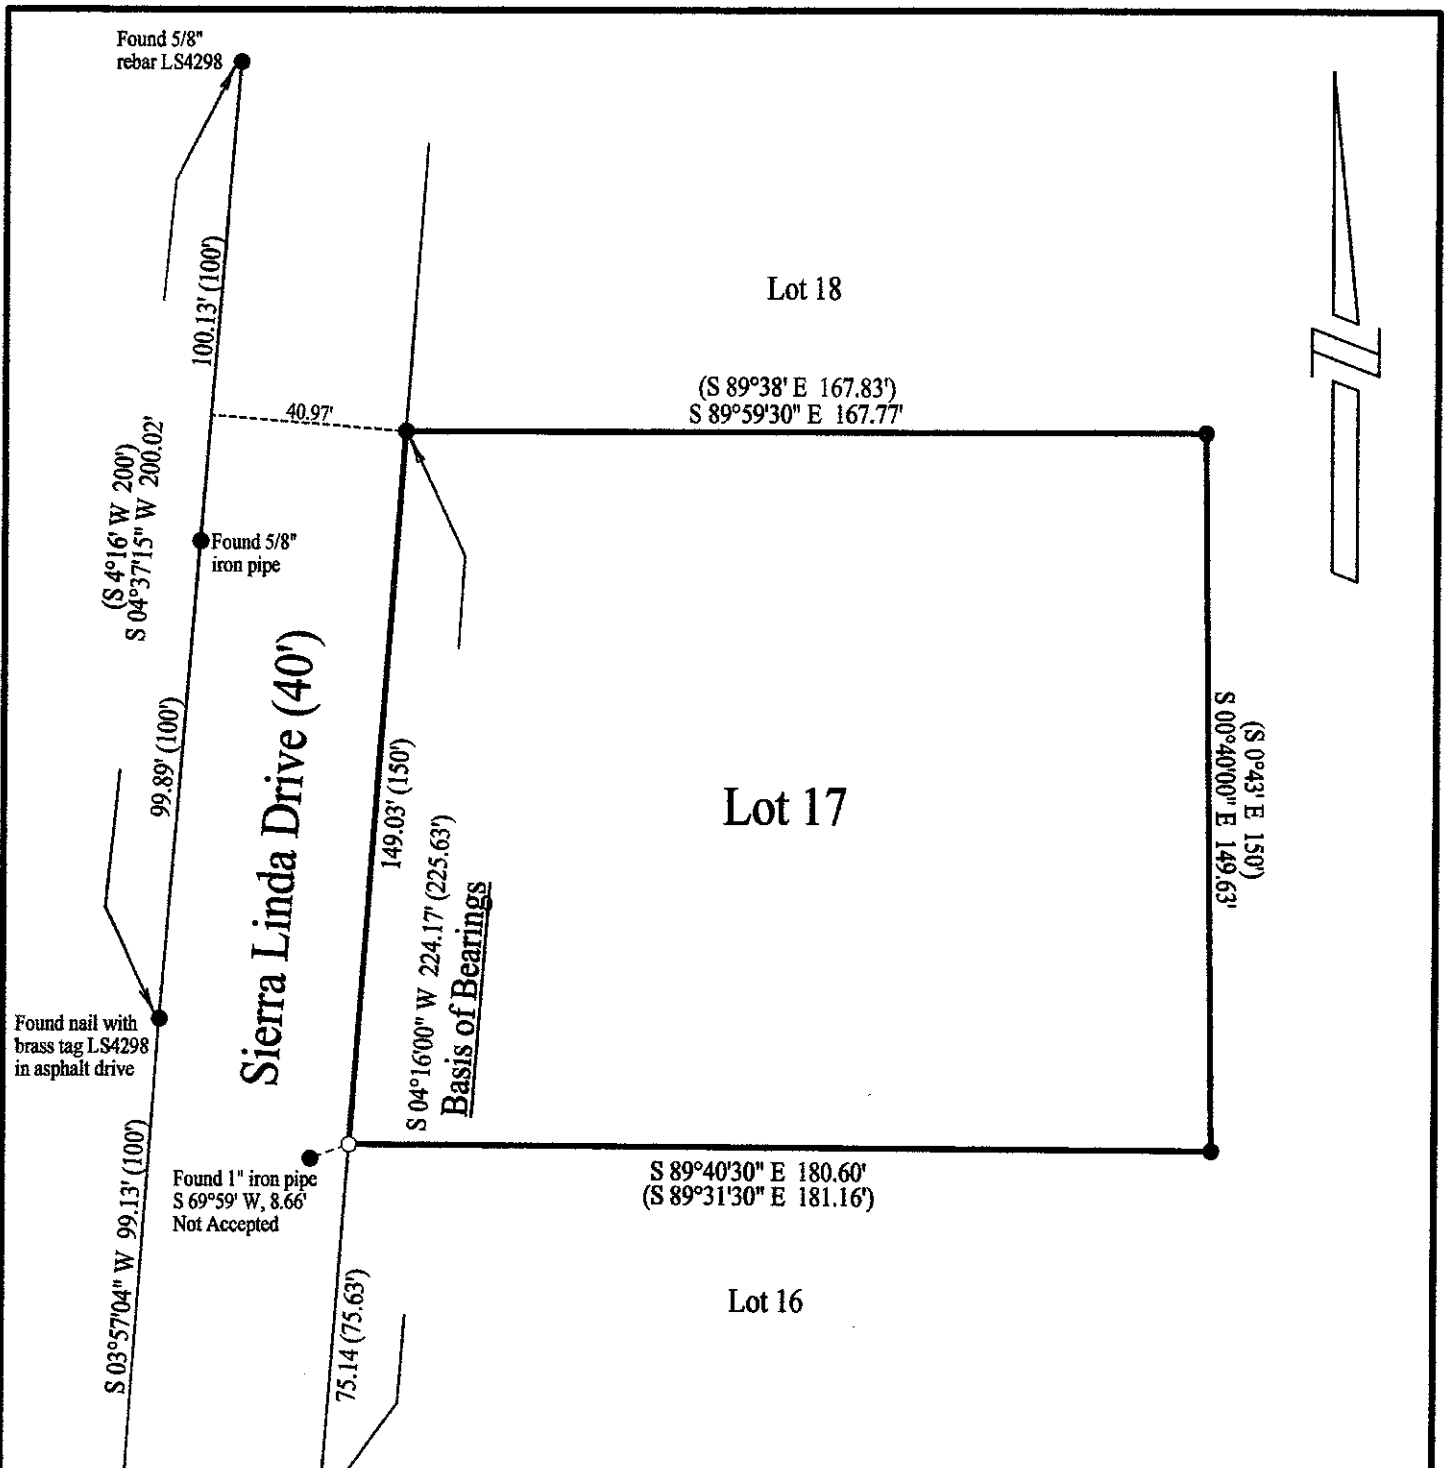 Found 5/8"
rebar LS4298
100.13' (100')
Lot 18
(S 89°38' E 167.83')
S 89°59'30" E 167.77'
40.97'
(S 4°16' W 200')
S 04°37'15" W 200.02'
Found 5/8"
iron pipe
Sierra Linda Drive (40')
99.89' (100')
149.03' (150')
Lot 17
(S 0°43' E 150')
S 00°40'00" E 149.63'
S 04°16'00" W 224.17' (225.63')
Basis of Bearings
Found nail with
brass tag LS4298
in asphalt drive
S 03°57'04" W 99.13' (100')
Found 1" iron pipe
S 69°59' W, 8.66'
Not Accepted
S 89°40'30" E 180.60'
(S 89°31'30" E 181.16')
75.14 (75.63')
Lot 16